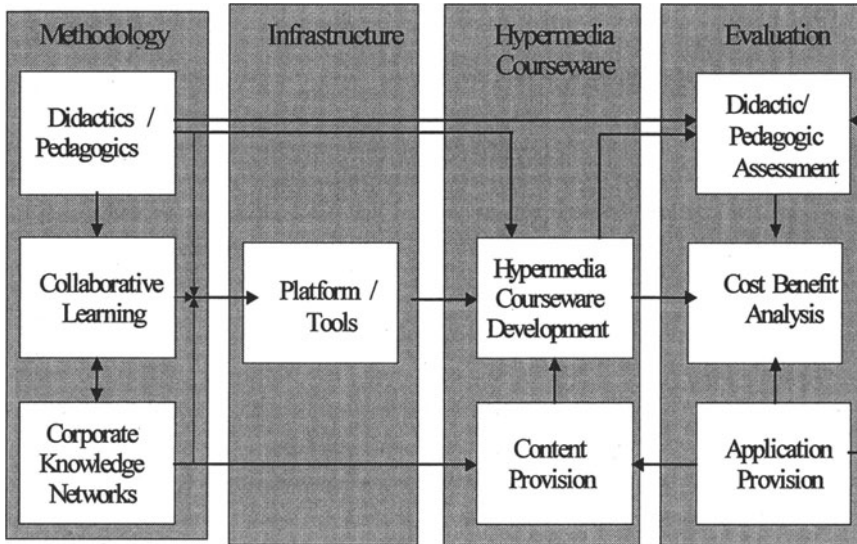 Methodology
Didactics /
Pedagogics
Collaborative
Learning
Corporate
Knowledge
Networks
Infrastructure
Platform /
Tools
Hypermedia
Courseware
Hypermedia
Courseware
Development
Content
Provision
Evaluation
Didactic/
Pedagogic
Assessment
Cost Benefit
Analysis
Application
Provision